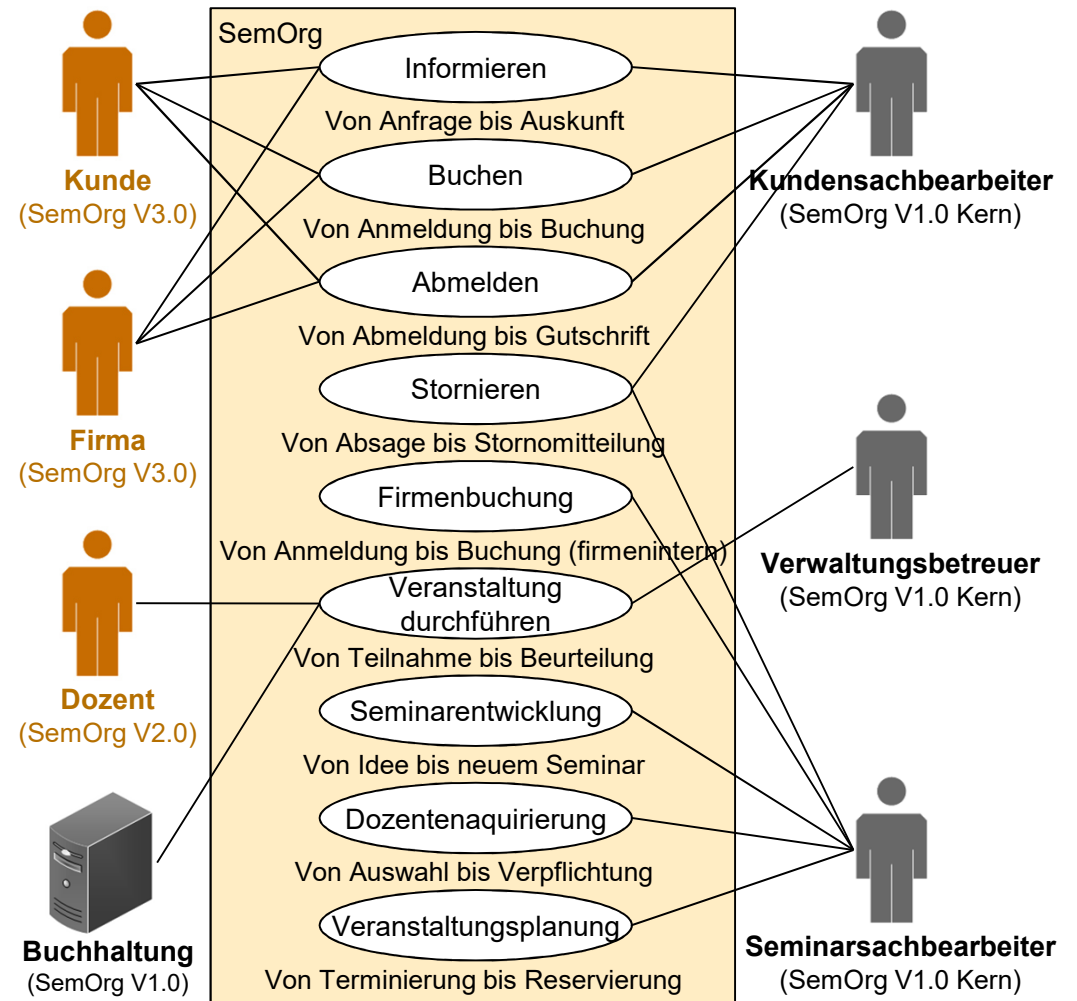 SemOrg
Informieren
Von Anfrage bis Auskunft
Kunde
(SemOrg V3.0)
Buchen
Kundensachbearbeiter
(SemOrg V1.0 Kern)
Von Anmeldung bis Buchung
Abmelden
Von Abmeldung bis Gutschrift
Stornieren
Firma
(SemOrg V3.0)
Von Absage bis Stornomitteilung
Firmenbuchung
Von Anmeldung bis Buchung (firmenintern)
Verwaltungsbetreuer
(SemOrg V1.0 Kern)
Veranstaltung
durchführen
Von Teilnahme bis Beurteilung
Dozent
(SemOrg V2.0)
Seminarentwicklung
Von Idee bis neuem Seminar
Dozentenaquirierung
Von Auswahl bis Verpflichtung
Veranstaltungsplanung
Buchhaltung
(SemOrg V1.0)
Seminarsachbearbeiter
(SemOrg V1.0 Kern)
Von Terminierung bis Reservierung